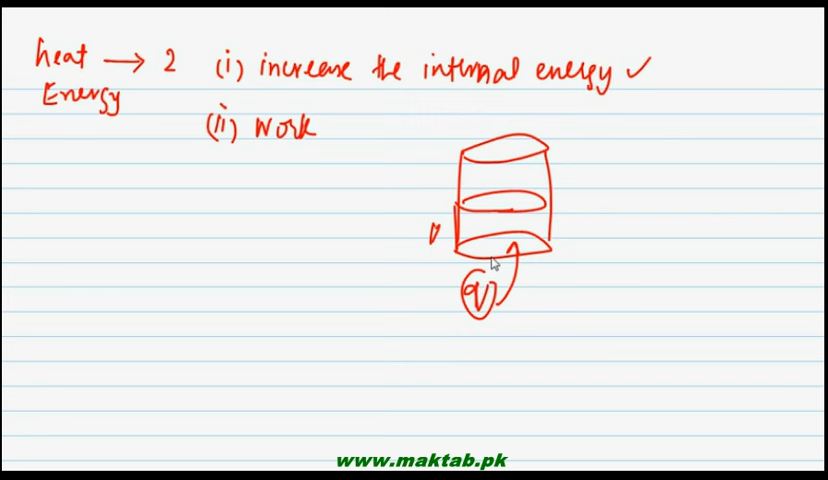 heat → 2 (i) increase the internal energy ✓
Energy
(ii) Work
q
www.maktab.pk